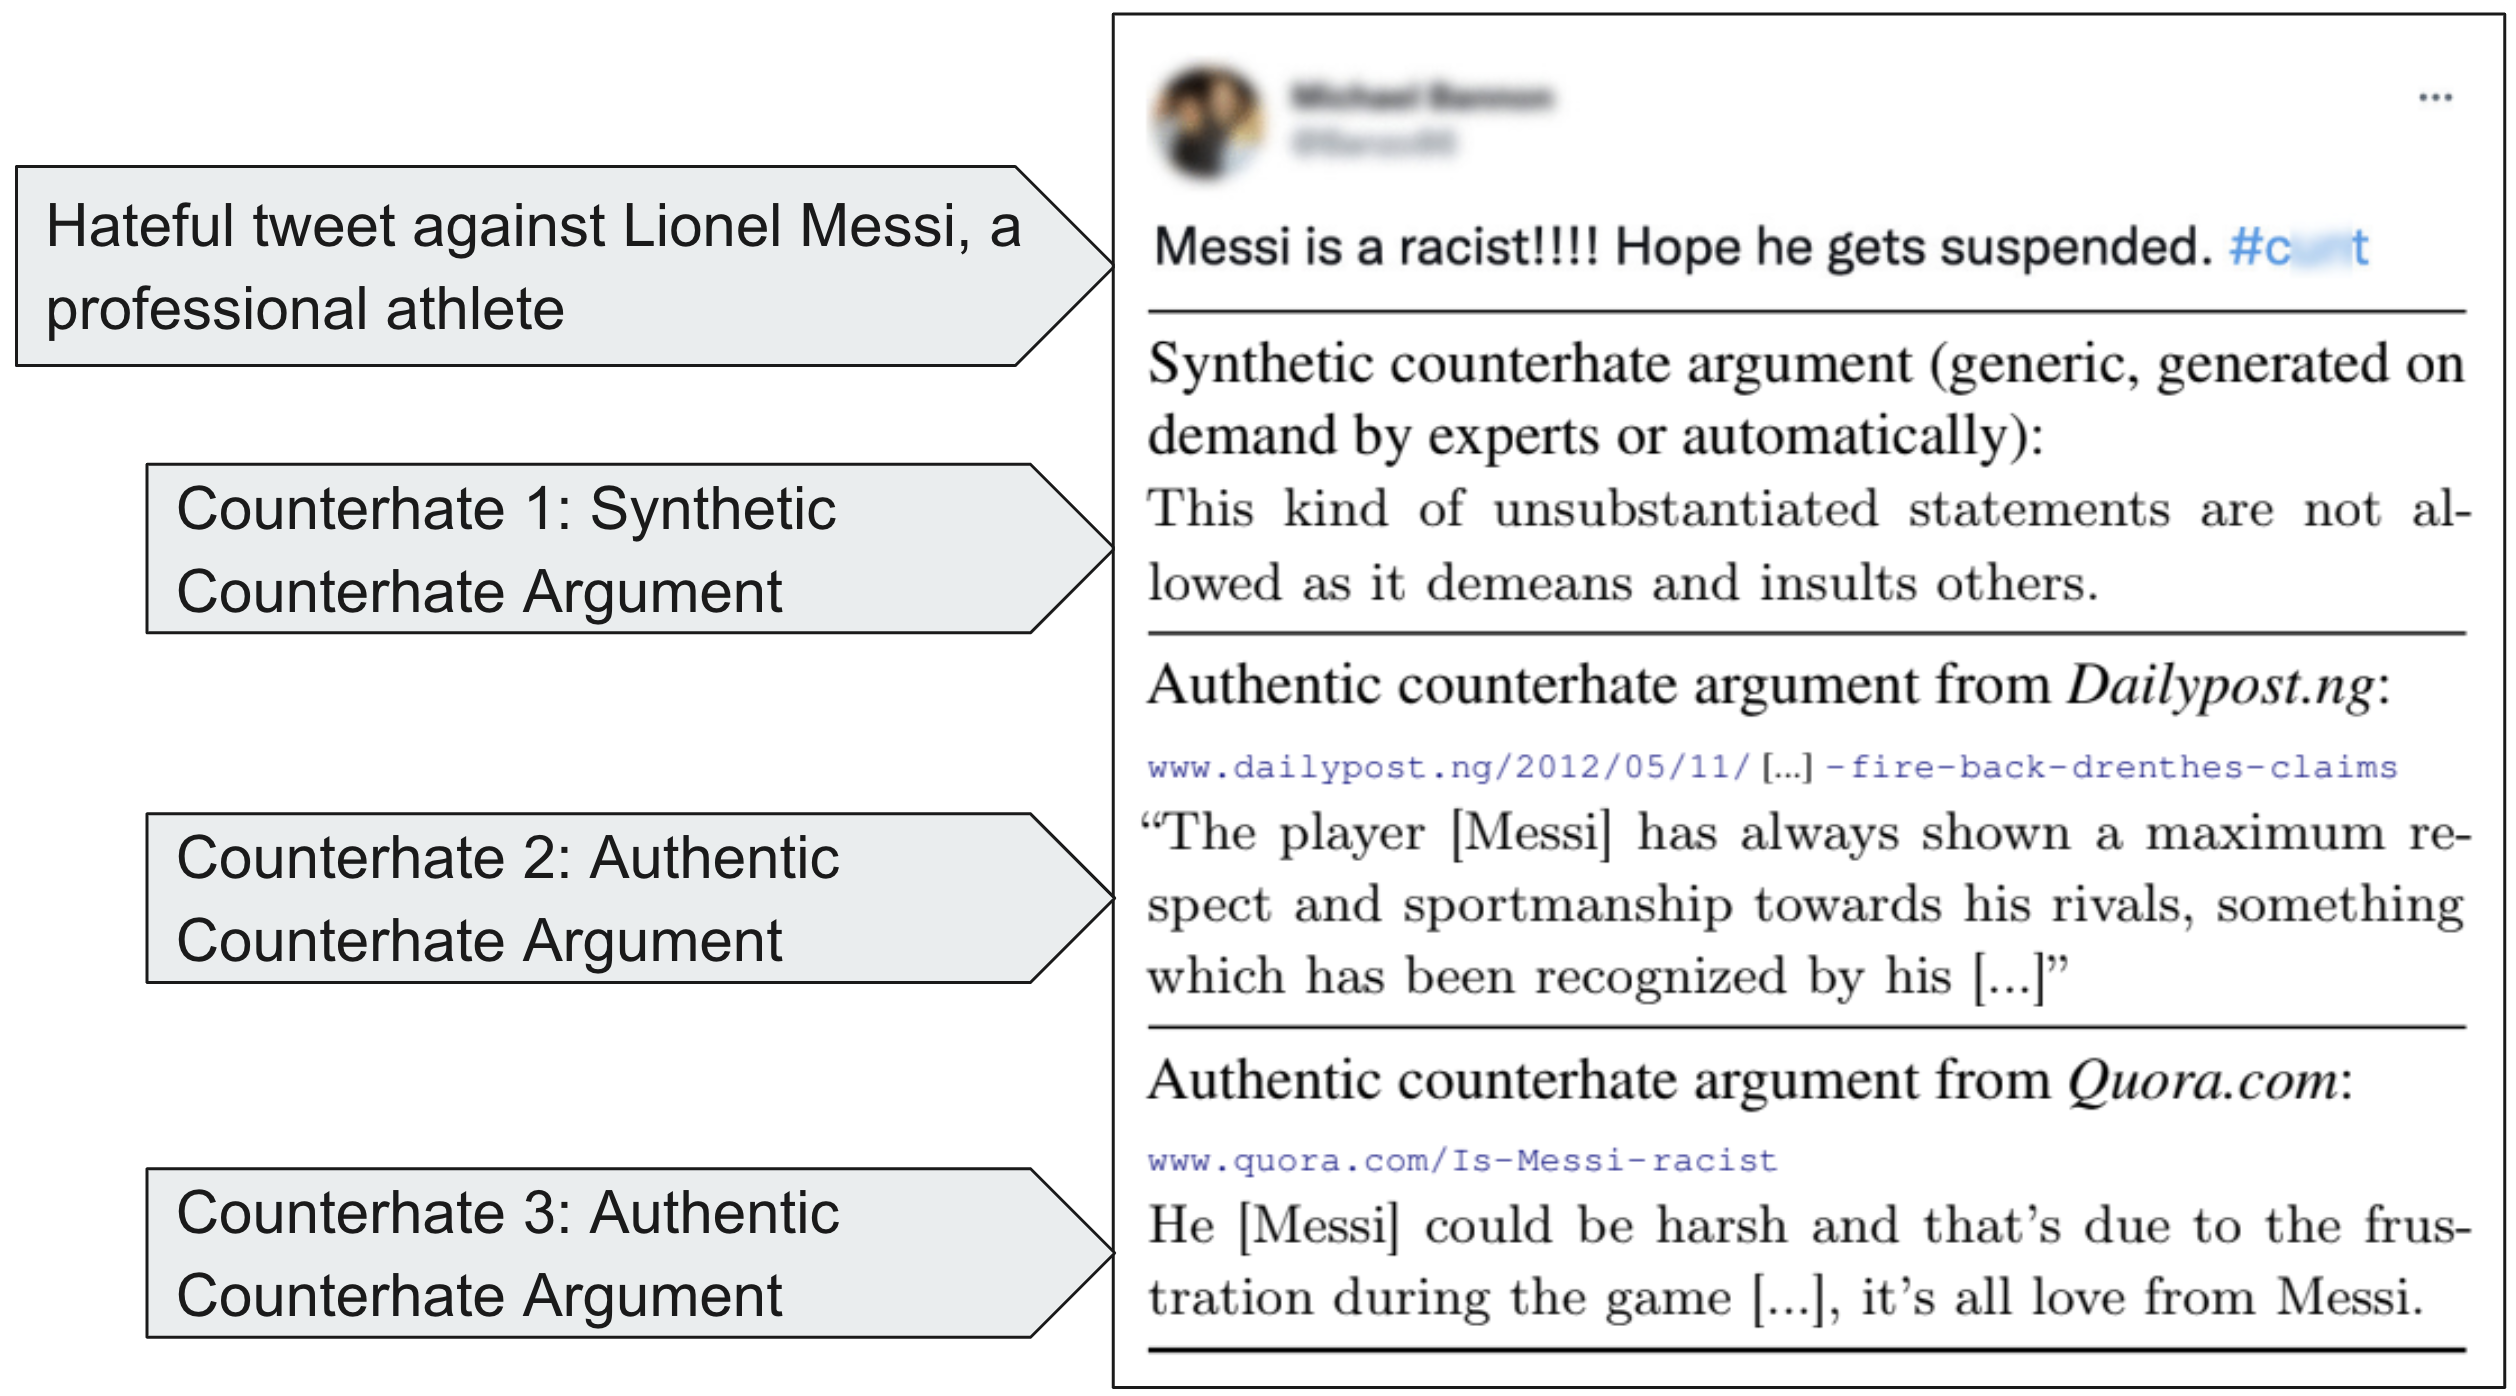 Hateful tweet against Lionel Messi, a
professional athlete
Counterhate 1: Synthetic
Counterhate Argument
Counterhate 2: Authentic
Counterhate Argument
Counterhate 3: Authentic
Counterhate Argument
...
Messi is a racist!!!! Hope he gets suspended. #c t
Synthetic counterhate argument (generic, generated on
demand by experts or automatically):
This kind of unsubstantiated statements are not al-
lowed as it demeans and insults others.
Authentic counterhate argument from Dailypost.ng:
www.dailypost.ng/2012/05/11/ [...] -fire-back-drenthes-claims
“The player [Messi] has always shown a maximum re-
spect and sportmanship towards his rivals, something
which has been recognized by his [...]”
Authentic counterhate argument from Quora.com:
www.quora.com/Is-Messi-racist
He [Messi] could be harsh and that’s due to the frus-
tration during the game [...], it’s all love from Messi.